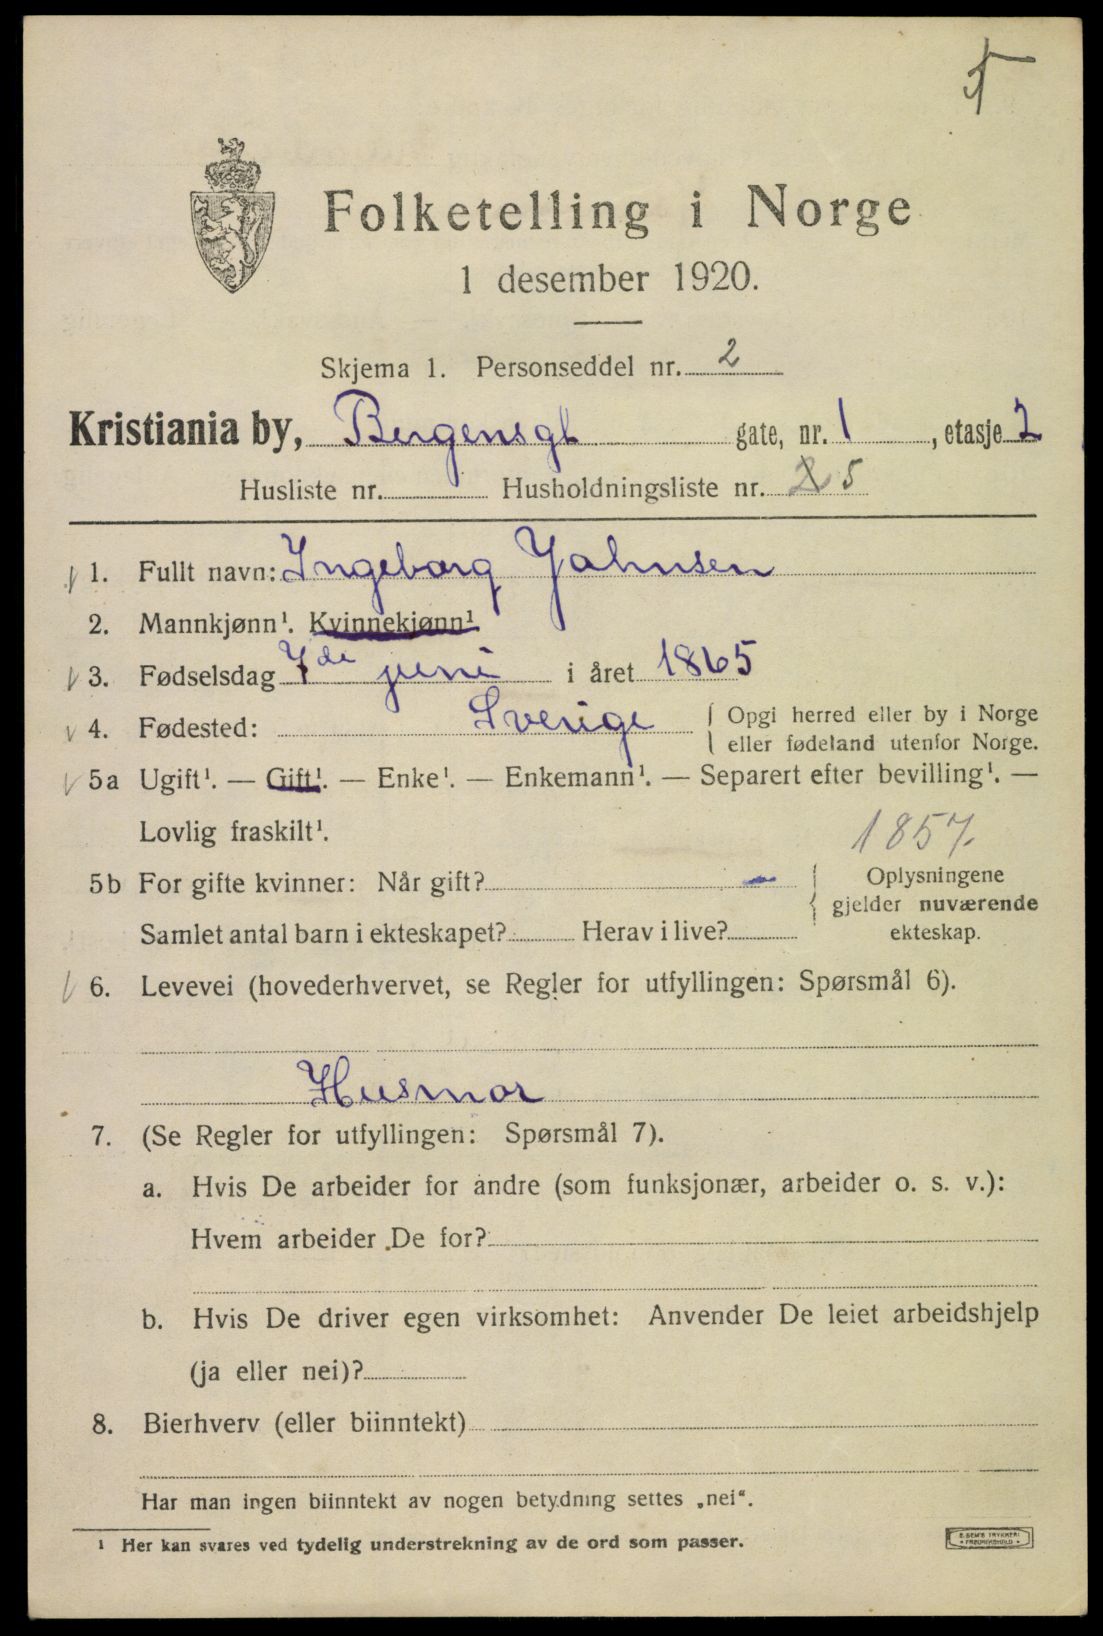 Folketelling i Norge
1 desember 1920.
Skjema 1. Personseddel nr. 2
Kristiania by, Bergensgt gate, nr. 1, etasje 2
Husliste nr. Husholdningsliste nr. 2 5
1. Fullt navn: Ingeborg Johnsen
2. Mannkjønn¹. Kvinnekjønn¹
3. Fødselsdag 7de juni i året 1865
4. Fødested: Sverige { Opgi herred eller by i Norge
eller fødeland utenfor Norge.
5a Ugift¹. — Gift¹. — Enke¹. — Enkemann¹. — Separert efter bevilling¹. —
Lovlig fraskilt¹.
1857.
5b For gifte kvinner: Når gift? - { Oplysningene
gjelder nuværende
Samlet antal barn i ekteskapet? Herav i live? ekteskap.
6. Levevei (hovederhvervet, se Regler for utfyllingen: Spørsmål 6).
Husmor
7. (Se Regler for utfyllingen: Spørsmål 7).
a. Hvis De arbeider for andre (som funksjonær, arbeider o. s. v.):
Hvem arbeider De for?
b. Hvis De driver egen virksomhet: Anvender De leiet arbeidshjelp
(ja eller nei)?
8. Bierhverv (eller biinntekt)
Har man ingen biinntekt av nogen betydning settes „nei“.
¹ Her kan svares ved tydelig understrekning av de ord som passer.
E. SEM'S TRYKKERI
• FREDRIKSHALD •